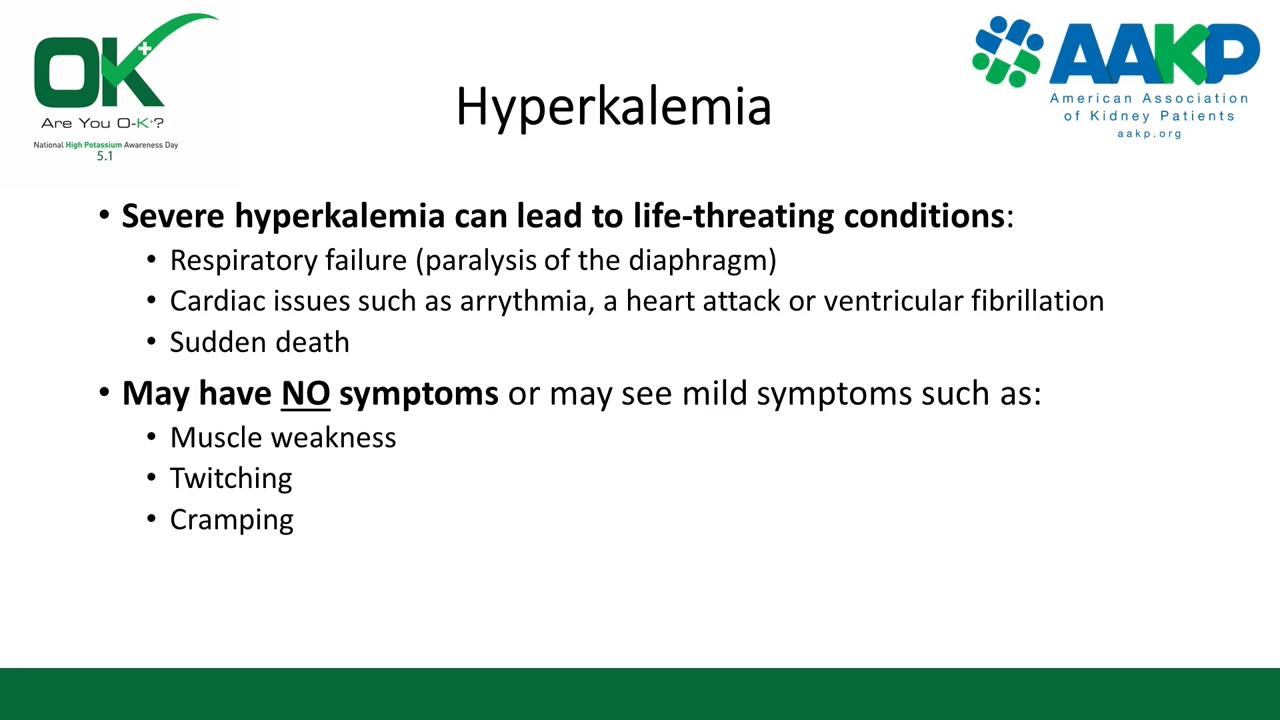 OK+
Are You O-K+?
National High Potassium Awareness Day
5.1
AAKP
American Association
of Kidney Patients
aakp.org
Hyperkalemia
• Severe hyperkalemia can lead to life-threating conditions:
• Respiratory failure (paralysis of the diaphragm)
• Cardiac issues such as arrythmia, a heart attack or ventricular fibrillation
• Sudden death
• May have NO symptoms or may see mild symptoms such as:
• Muscle weakness
• Twitching
• Cramping